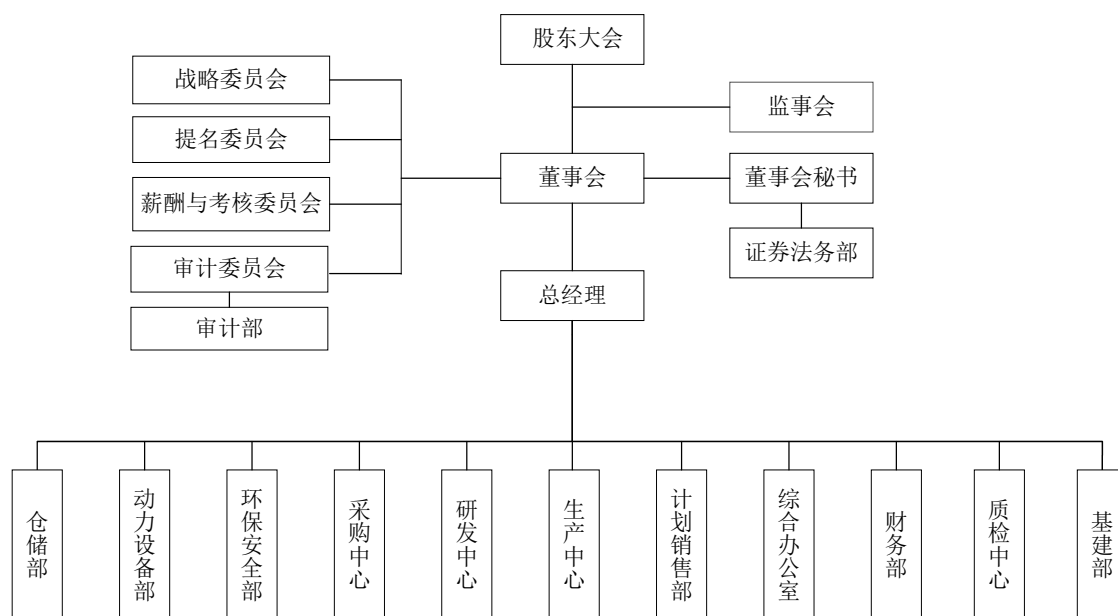 股东大会
战略委员会
监事会
提名委员会
董事会
董事会秘书
薪酬与考核委员会
证券法务部
审计委员会
总经理
审计部
仓储部
动力设备部
环保安全部
采购中心
研发中心
生产中心
计划销售部
综合办公室
财务部
质检中心
基建部